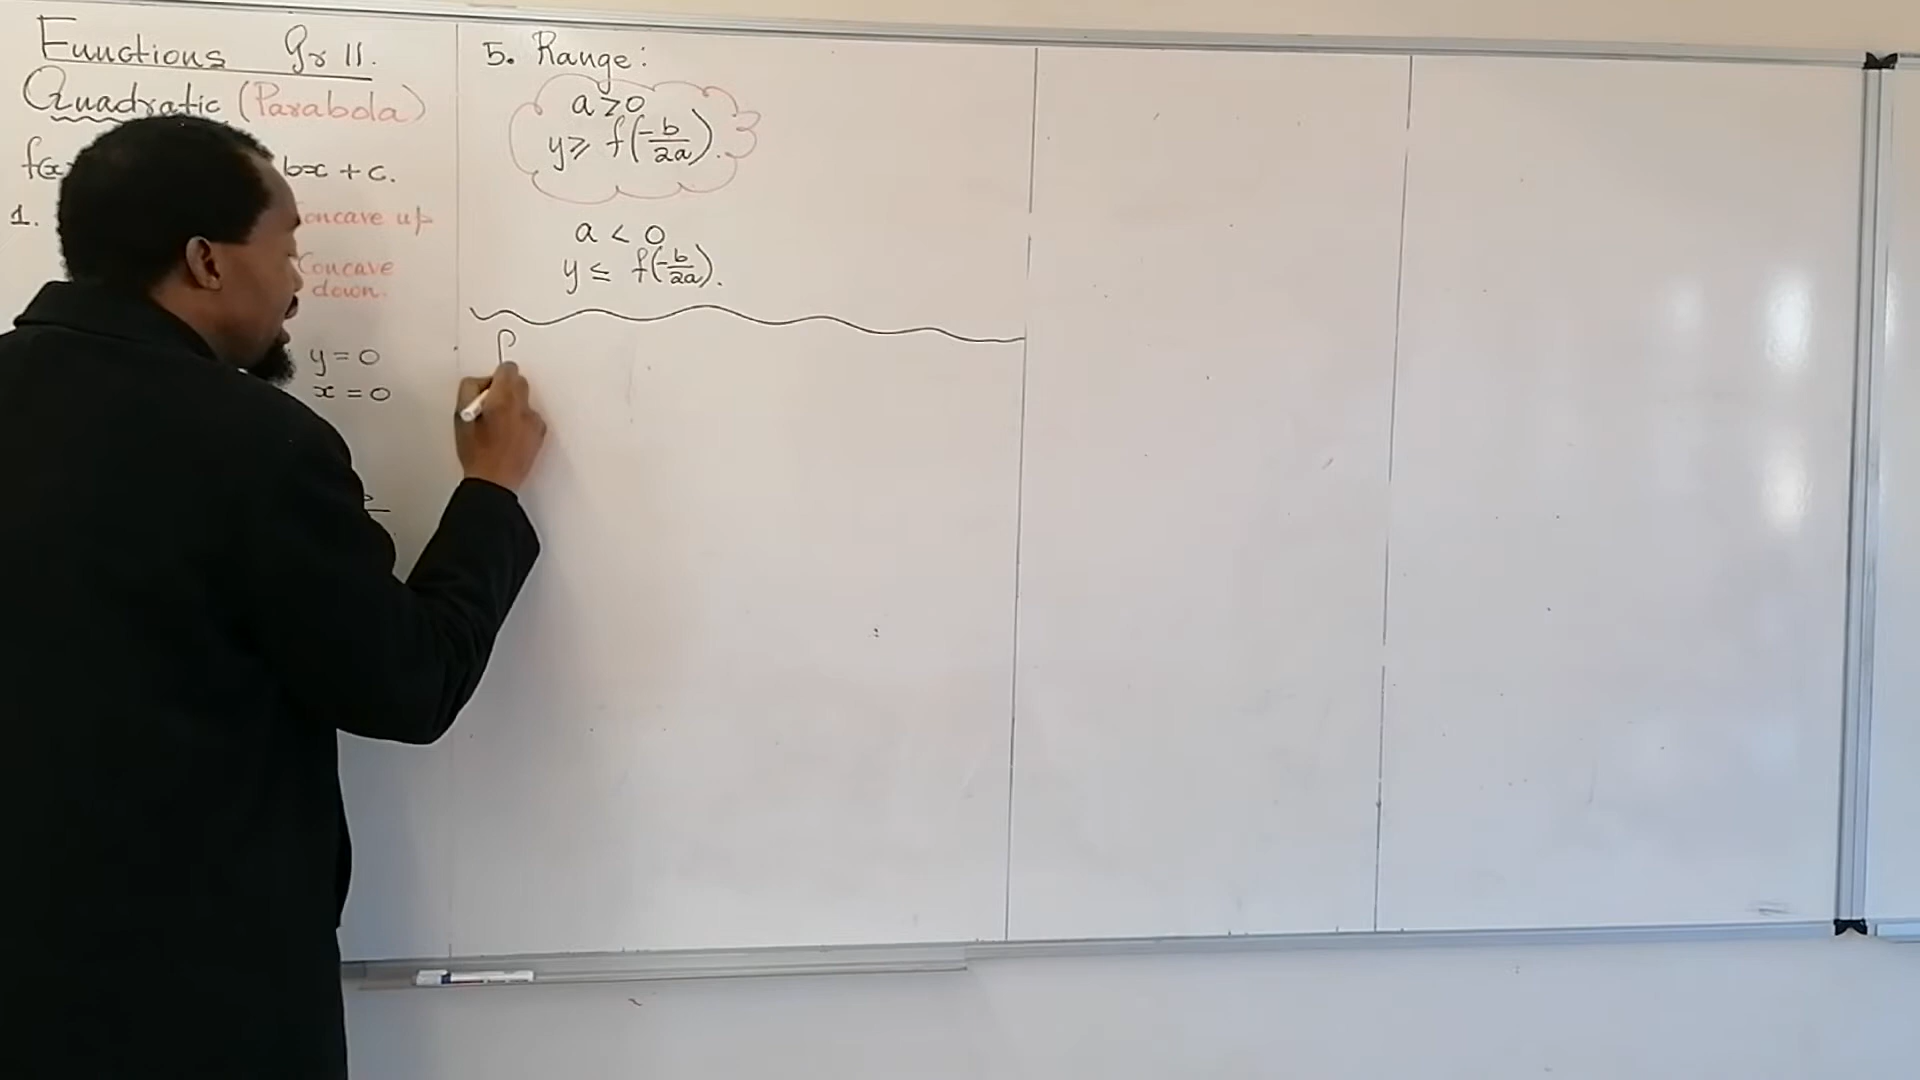 Functions Gr 11.
Quadratic (Parabola)
f(x) bx + c.
1. Concave up
Concave
down.
y = 0
x = 0
5. Range:
a > 0
y ≥ f(-b/2a).
a < 0
y ≤ f(-b/2a).